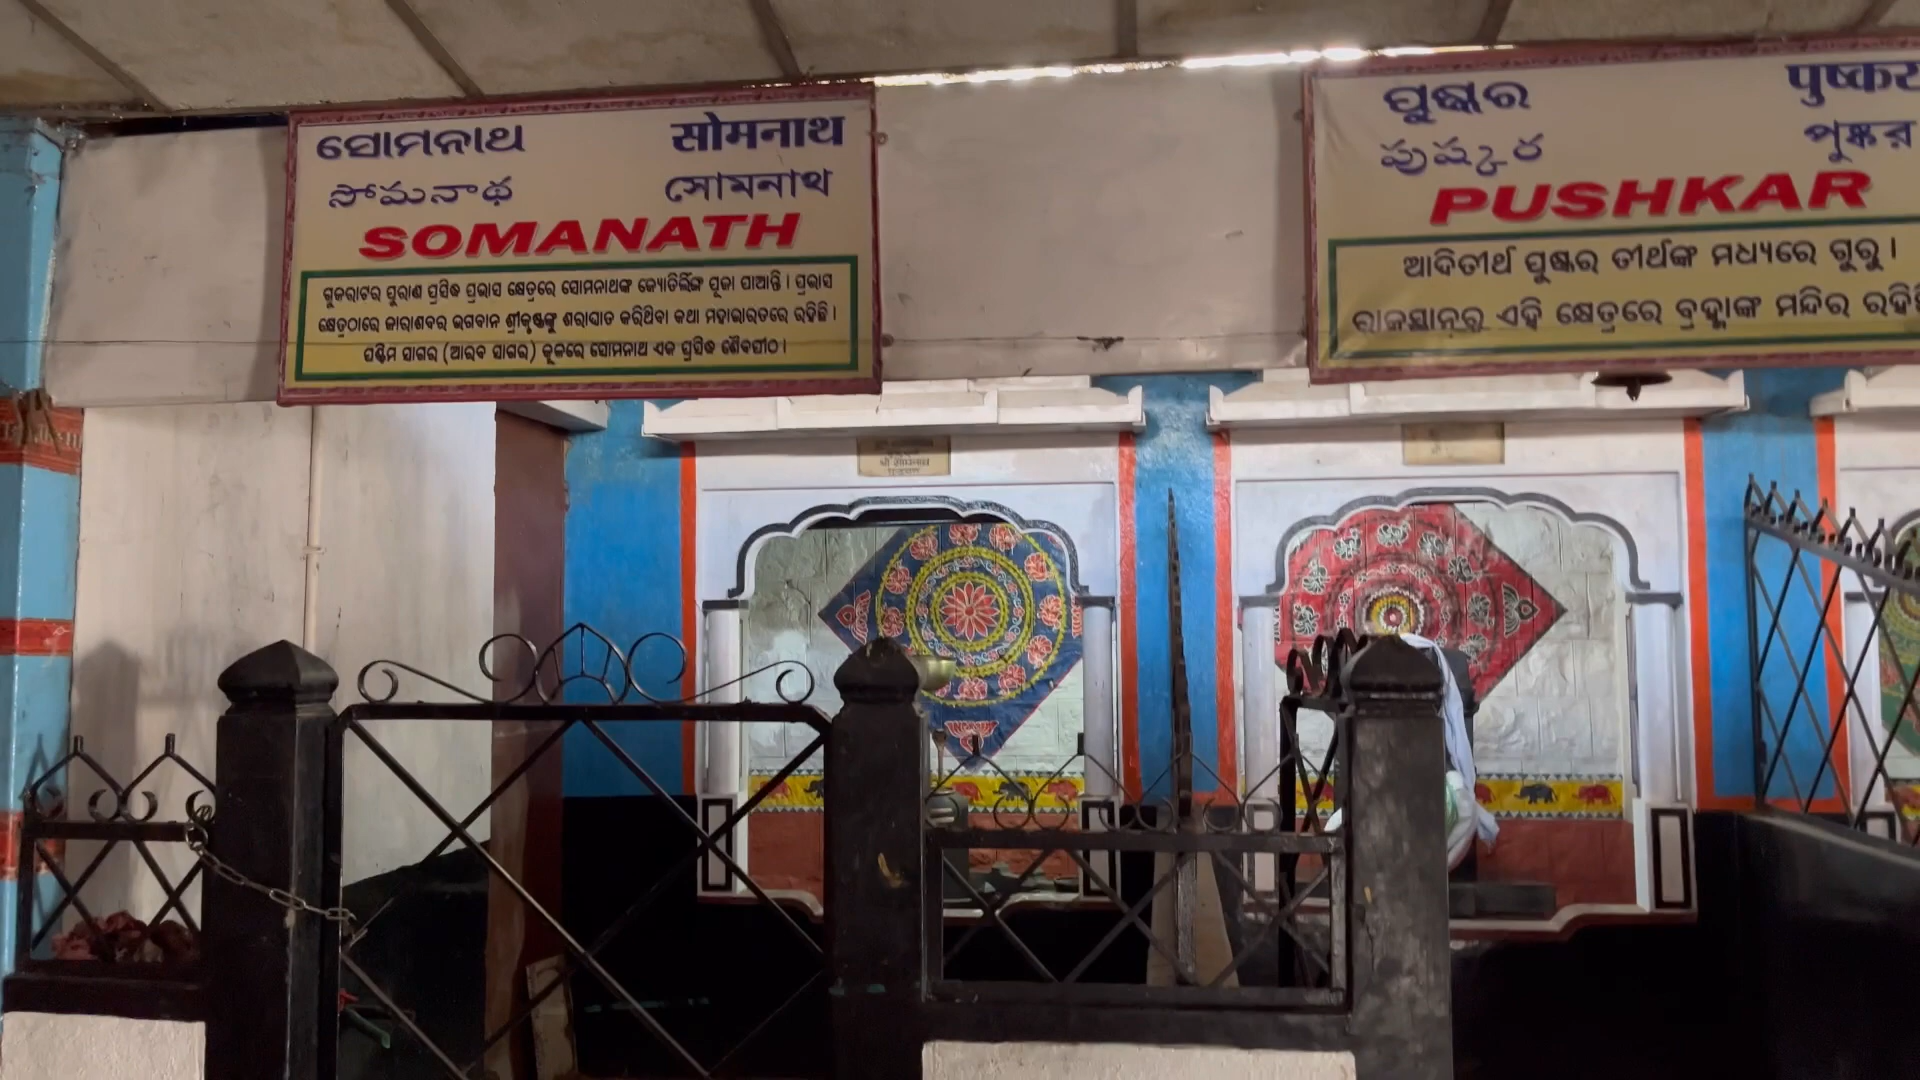 ସୋମନାଥ
सोमनाथ
సోమనాథ
সোমনাথ
SOMANATH
ଗୁଜରାଟର ପୁରାଣ ପ୍ରସିଦ୍ଧ ପ୍ରଭାସ କ୍ଷେତ୍ରରେ ସୋମନାଥଙ୍କ ଜ୍ୟୋତିର୍ଲିଙ୍ଗ ପୂଜା ପାଆନ୍ତି । ପ୍ରଭାସ
କ୍ଷେତ୍ରଠାରେ ଜାରାଶବର ଭଗବାନ ଶ୍ରୀକୃଷ୍ଣଙ୍କୁ ଶରାଘାତ କରିଥିବା କଥା ମହାଭାରତରେ ରହିଛି ।
ପଶ୍ଚିମ ସାଗର (ଆରବ ସାଗର) କୂଳରେ ସୋମନାଥ ଏକ ପ୍ରସିଦ୍ଧ ଶୈବପୀଠ ।
ପୁଷ୍କର
पुष्कर
పుష్కర
PUSHKAR
ଆଦିତୀର୍ଥ ପୁଷ୍କର ତୀର୍ଥଙ୍କ ମଧ୍ୟରେ ଗୁରୁ ।
ରାଜସ୍ଥାନର ଏହି କ୍ଷେତ୍ରରେ ବ୍ରହ୍ମାଙ୍କ ମନ୍ଦିର